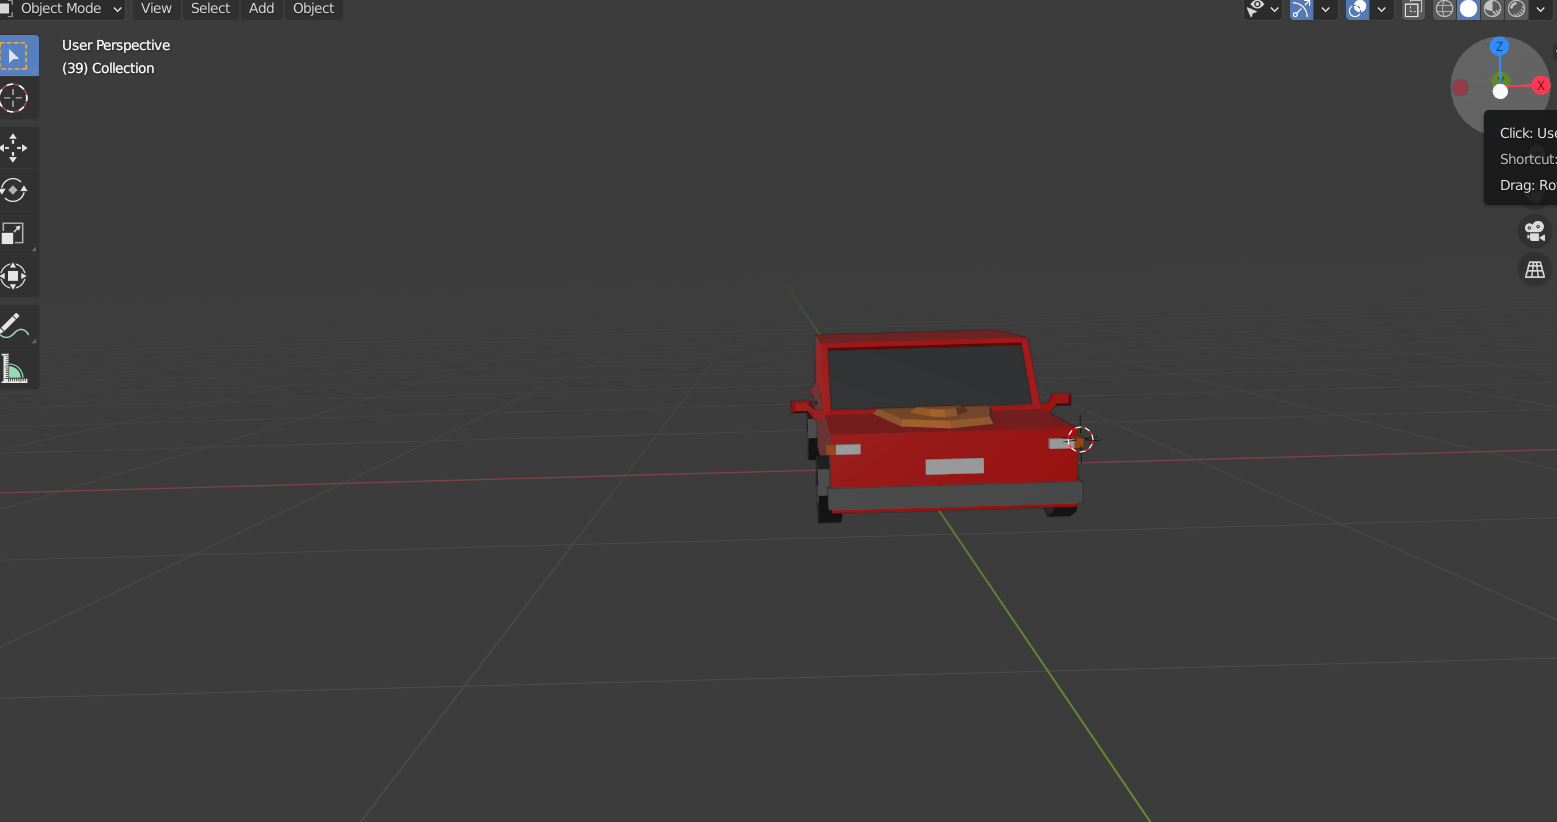 Object Mode View Select Add Object
User Perspective
(39) Collection
Z
X
Click: Use
Shortcut:
Drag: Ro